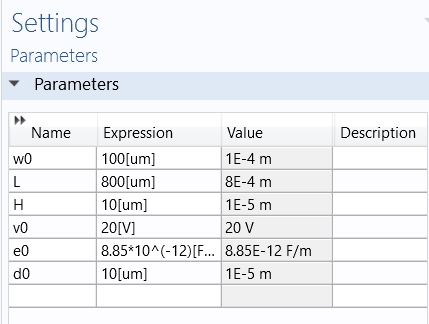 Settings
Parameters
Parameters
Name Expression Value Description
w0 100[um] 1E-4 m
L 800[um] 8E-4 m
H 10[um] 1E-5 m
v0 20[V] 20 V
e0 8.85*10^(-12)[F... 8.85E-12 F/m
d0 10[um] 1E-5 m